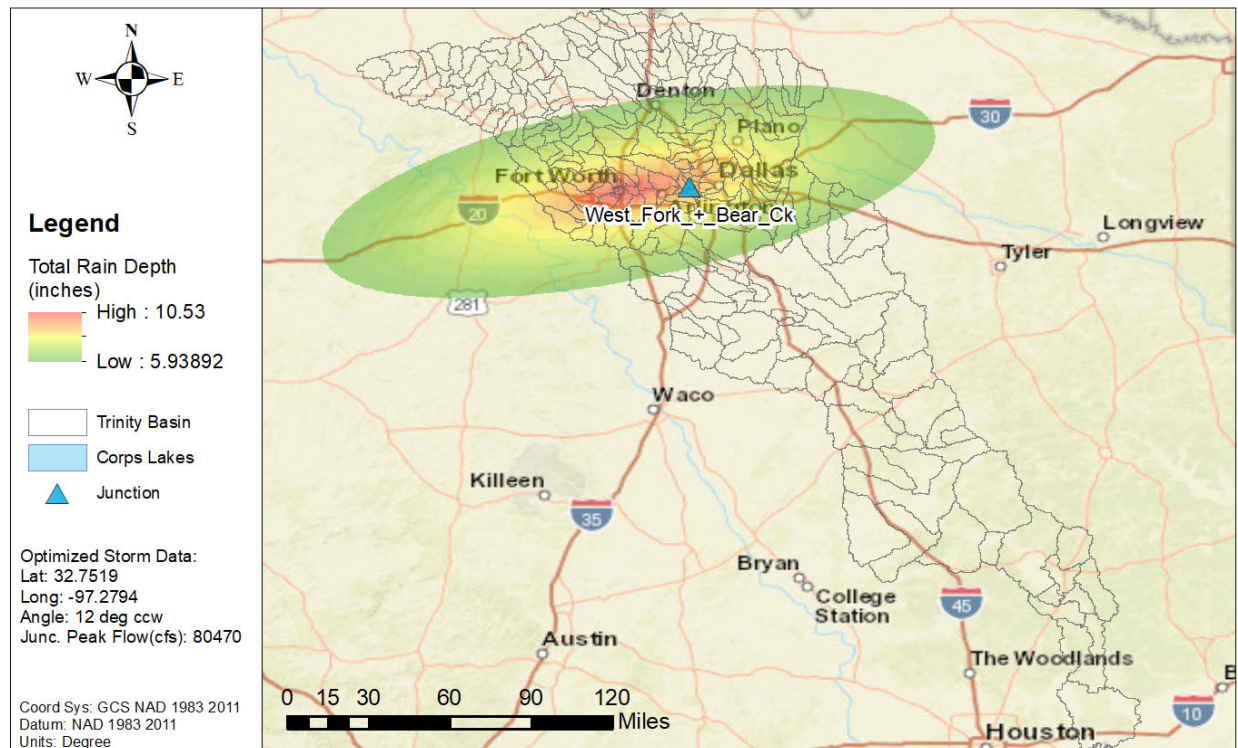 N
W E
S
Legend
Total Rain Depth
(inches)
High : 10.53
Low : 5.93892
Trinity Basin
Corps Lakes
Junction
Optimized Storm Data:
Lat: 32.7519
Long: -97.2794
Angle: 12 deg ccw
Junc. Peak Flow(cfs): 80470
Coord Sys: GCS NAD 1983 2011
Datum: NAD 1983 2011
Units: Degree
Denton
30
Plano
Fort Worth
Dallas
20
Arlington
West_Fork_+_Bear_Ck
Longview
Tyler
281
Waco
Killeen
35
Bryan
College
Station
45
Austin
The Woodlands
B
10
Houston
0 15 30 60 90 120
Miles